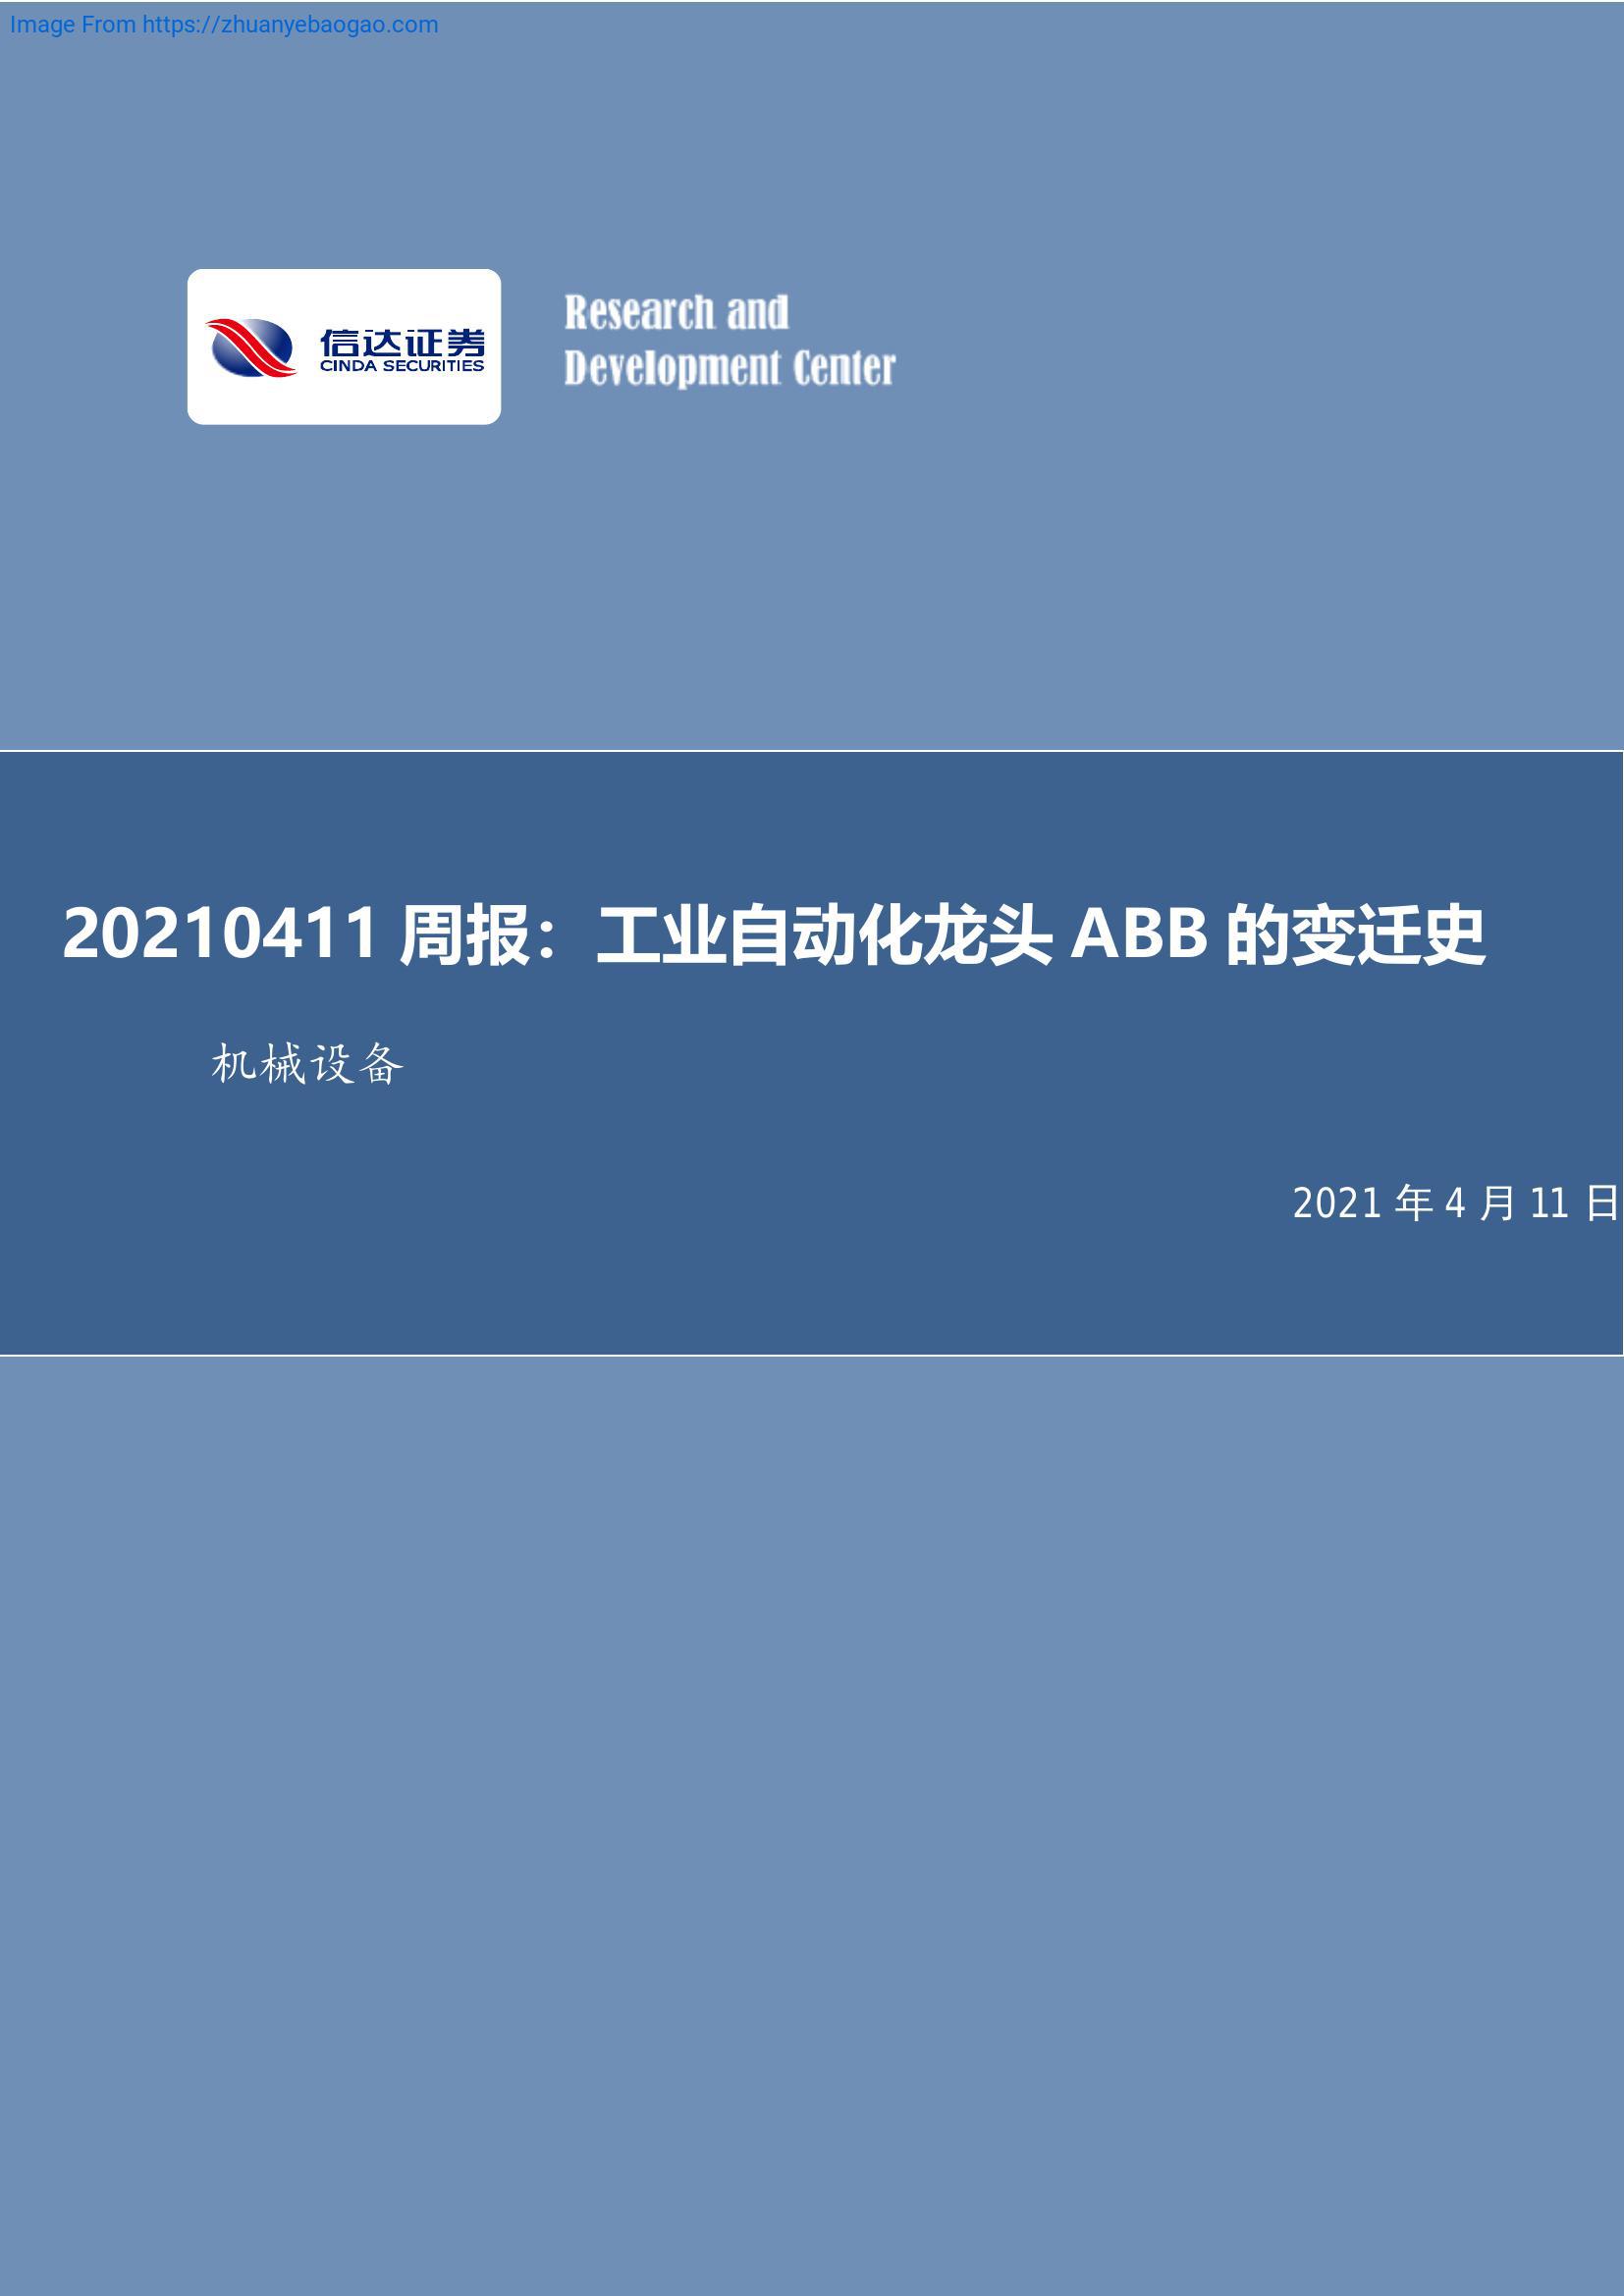 Image From https://zhuanyebaogao.com
信达证券
CINDA SECURITIES
Research and
Development Center
20210411 周报：工业自动化龙头 ABB 的变迁史
机械设备
2021 年 4 月 11 日